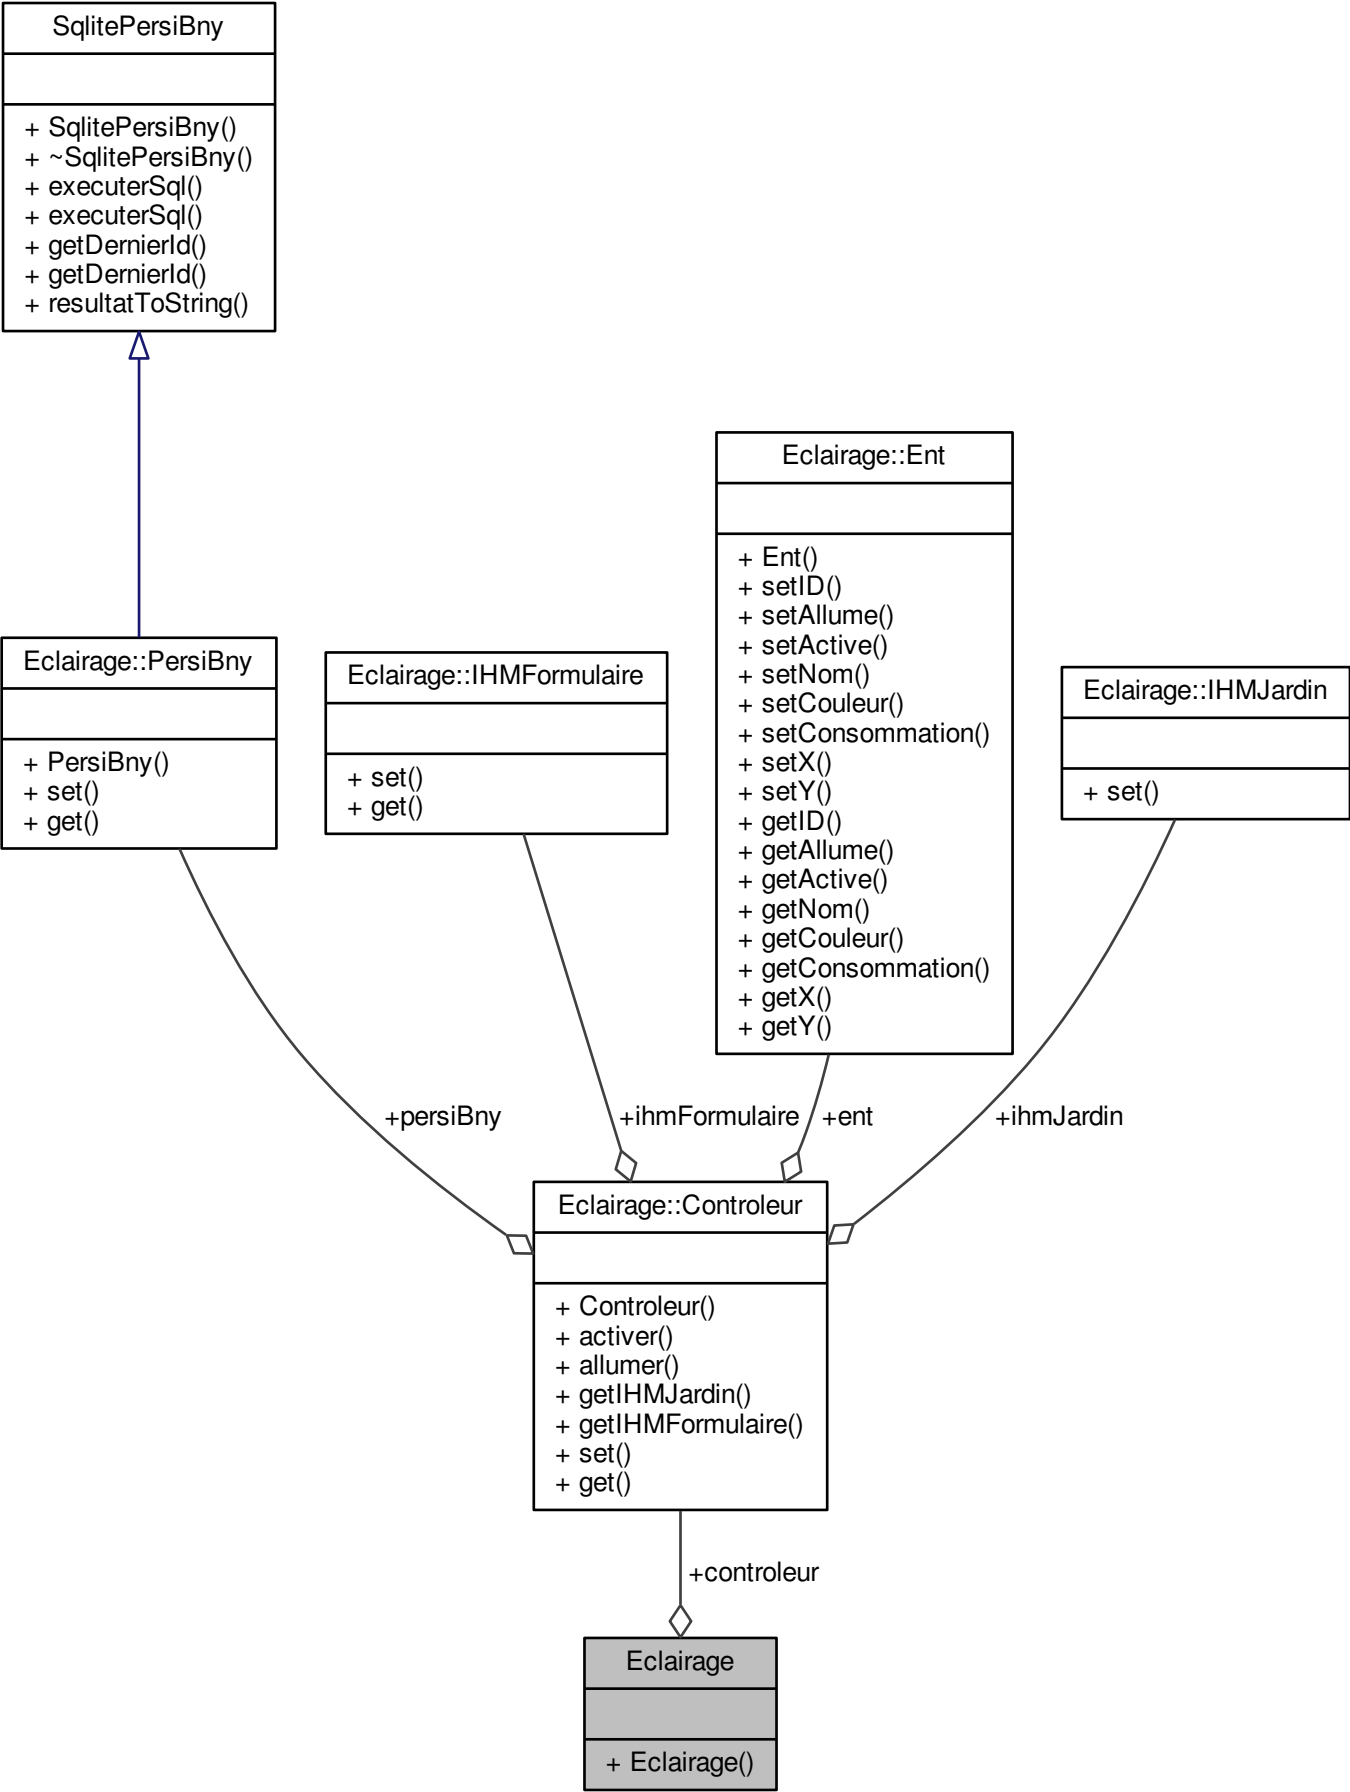 SqlitePersiBny
+ SqlitePersiBny()
+ ~SqlitePersiBny()
+ executerSql()
+ executerSql()
+ getDernierId()
+ getDernierId()
+ resultatToString()
Eclairage::PersiBny
+ PersiBny()
+ set()
+ get()
Eclairage::IHMFormulaire
+ set()
+ get()
Eclairage::Ent
+ Ent()
+ setID()
+ setAllume()
+ setActive()
+ setNom()
+ setCouleur()
+ setConsommation()
+ setX()
+ setY()
+ getID()
+ getAllume()
+ getActive()
+ getNom()
+ getCouleur()
+ getConsommation()
+ getX()
+ getY()
Eclairage::IHMJardin
+ set()
+persiBny
+ihmFormulaire
+ent
+ihmJardin
Eclairage::Controleur
+ Controleur()
+ activer()
+ allumer()
+ getIHMJardin()
+ getIHMFormulaire()
+ set()
+ get()
+controleur
Eclairage
+ Eclairage()